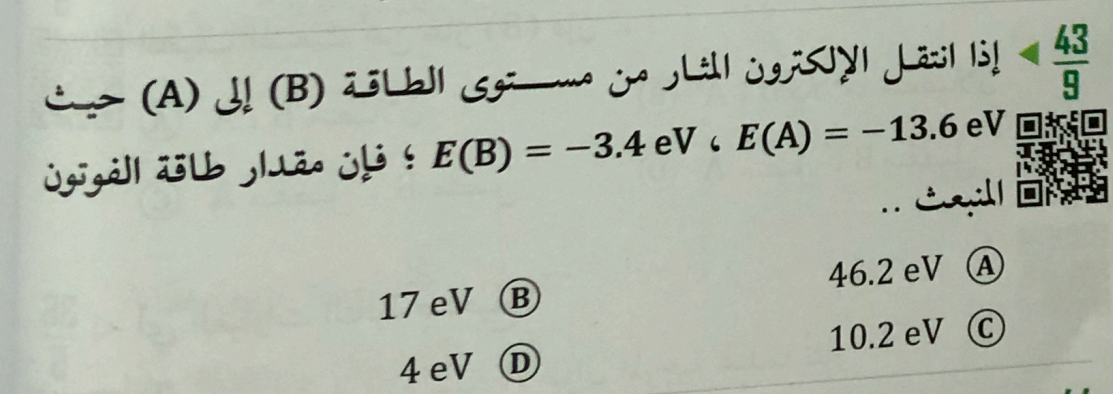 43
9
إذا انتقل الإلكترون المثار من مستوى الطاقة (B) إلى (A) حيث
E(B) = −3.4 eV ، E(A) = −13.6 eV ؛ فإن مقدار طاقة الفوتون
المنبعث ..
46.2 eV Ⓐ
17 eV Ⓑ
10.2 eV Ⓒ
4 eV Ⓓ